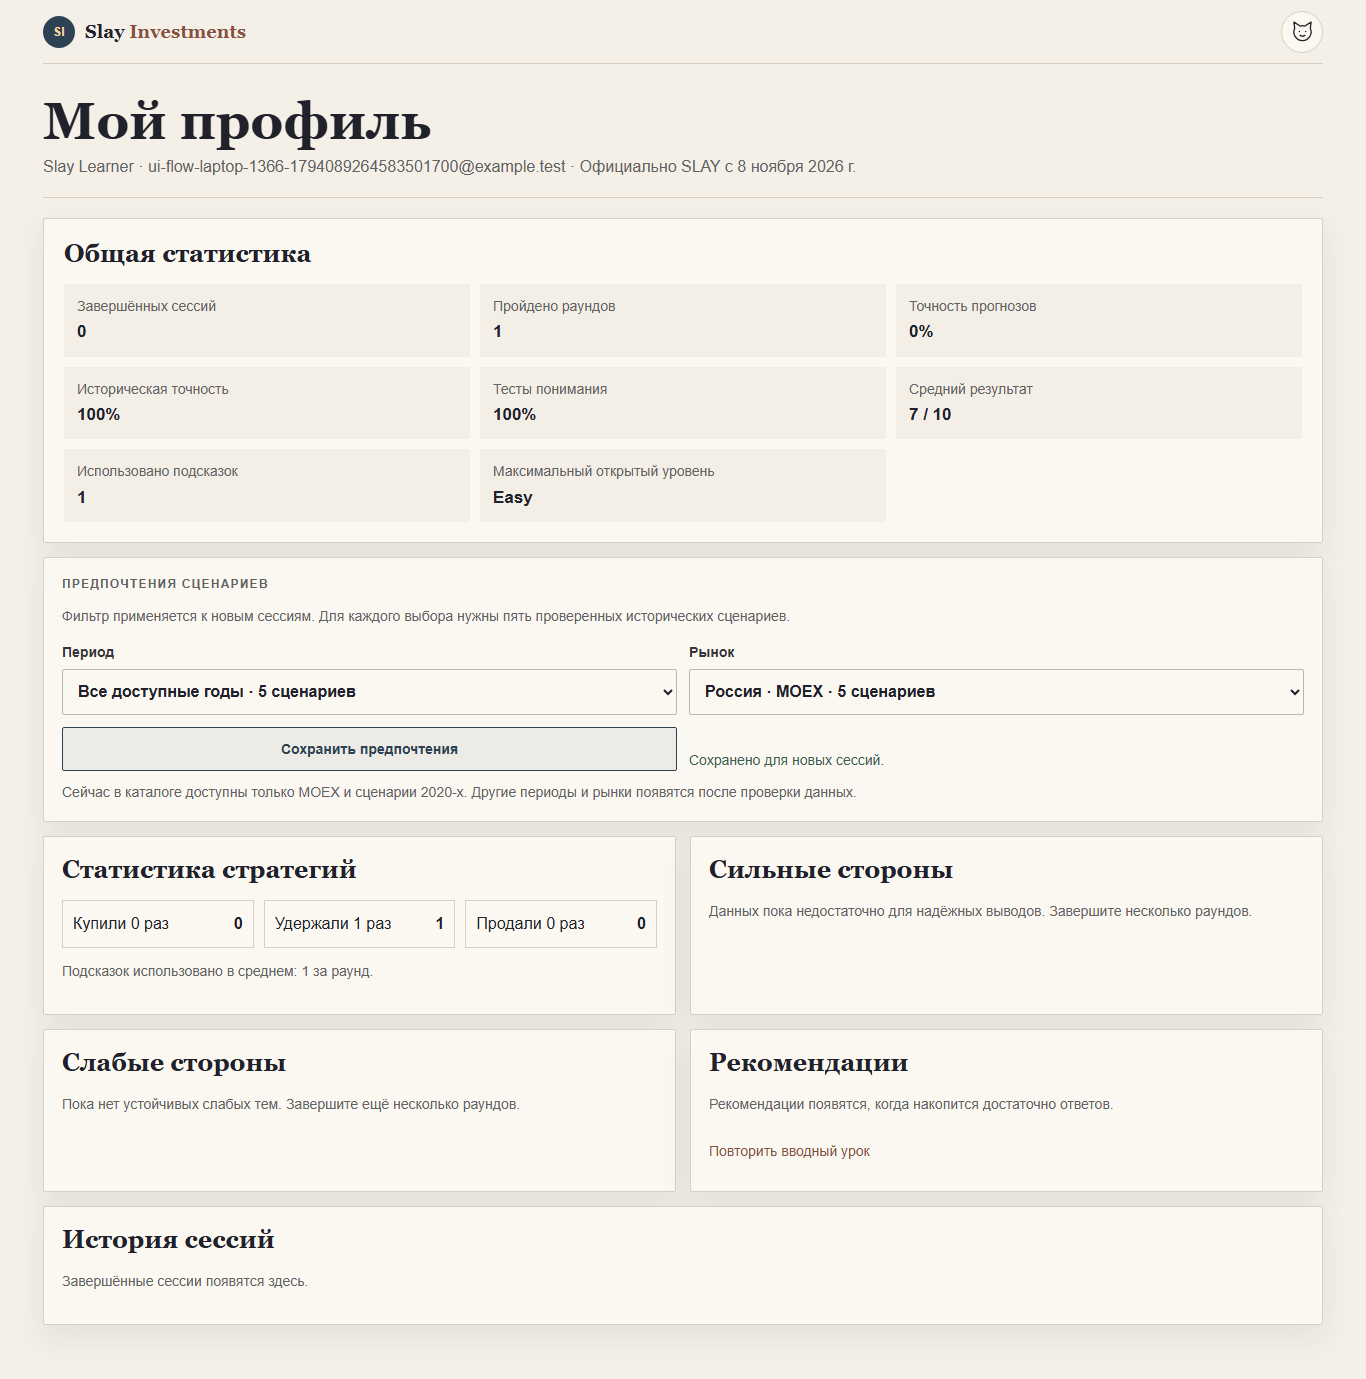 SI
Slay Investments
Мой профиль
Slay Learner · ui-flow-laptop-1366-1794089264583501700@example.test · Официально SLAY с 8 ноября 2026 г.
Общая статистика
Завершённых сессий
0
Пройдено раундов
1
Точность прогнозов
0%
Историческая точность
100%
Тесты понимания
100%
Средний результат
7 / 10
Использовано подсказок
1
Максимальный открытый уровень
Easy
ПРЕДПОЧТЕНИЯ СЦЕНАРИЕВ
Фильтр применяется к новым сессиям. Для каждого выбора нужны пять проверенных исторических сценариев.
Период
Все доступные годы · 5 сценариев
Рынок
Россия · MOEX · 5 сценариев
Сохранить предпочтения
Сохранено для новых сессий.
Сейчас в каталоге доступны только MOEX и сценарии 2020-х. Другие периоды и рынки появятся после проверки данных.
Статистика стратегий
Купили 0 раз 0
Удержали 1 раз 1
Продали 0 раз 0
Подсказок использовано в среднем: 1 за раунд.
Сильные стороны
Данных пока недостаточно для надёжных выводов. Завершите несколько раундов.
Слабые стороны
Пока нет устойчивых слабых тем. Завершите ещё несколько раундов.
Рекомендации
Рекомендации появятся, когда накопится достаточно ответов.
Повторить вводный урок
История сессий
Завершённые сессии появятся здесь.